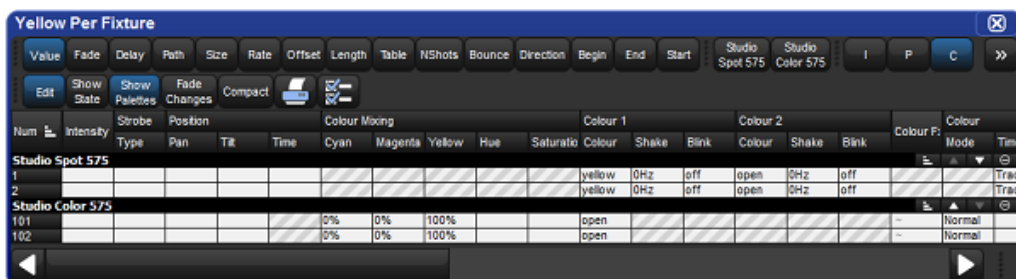 Yellow Per Fixture
Value Fade Delay Path Size Rate Offset Length Table NShots Bounce Direction Begin End Start Studio Spot 575 Studio Color 575 I P C »
Edit Show State Show Palettes Fade Changes Compact
Num Intensity Strobe Position Colour Mixing Colour 1 Colour 2 Colour F: Colour
Type Pan Tilt Time Cyan Magenta Yellow Hue Saturatio Colour Shake Blink Colour Shake Blink Mode Tim
Studio Spot 575
1 yellow 0Hz off open 0Hz off Trac
2 yellow 0Hz off open 0Hz off Trac
Studio Color 575
101 0% 0% 100% open ~ Normal
102 0% 0% 100% open ~ Normal